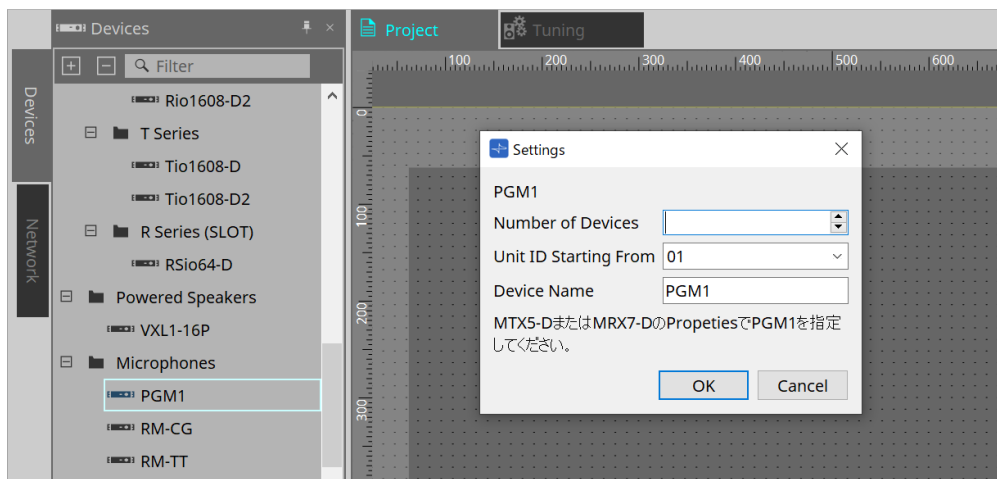 Devices
Filter
Rio1608-D2
T Series
Tio1608-D
Tio1608-D2
R Series (SLOT)
RSio64-D
Powered Speakers
VXL1-16P
Microphones
PGM1
RM-CG
RM-TT
Devices
Network
Project
Tuning
100
200
300
400
500
600
0
100
200
300
Settings
PGM1
Number of Devices
Unit ID Starting From 01
Device Name PGM1
MTX5-DまたはMRX7-DのPropetiesでPGM1を指定
してください。
OK Cancel